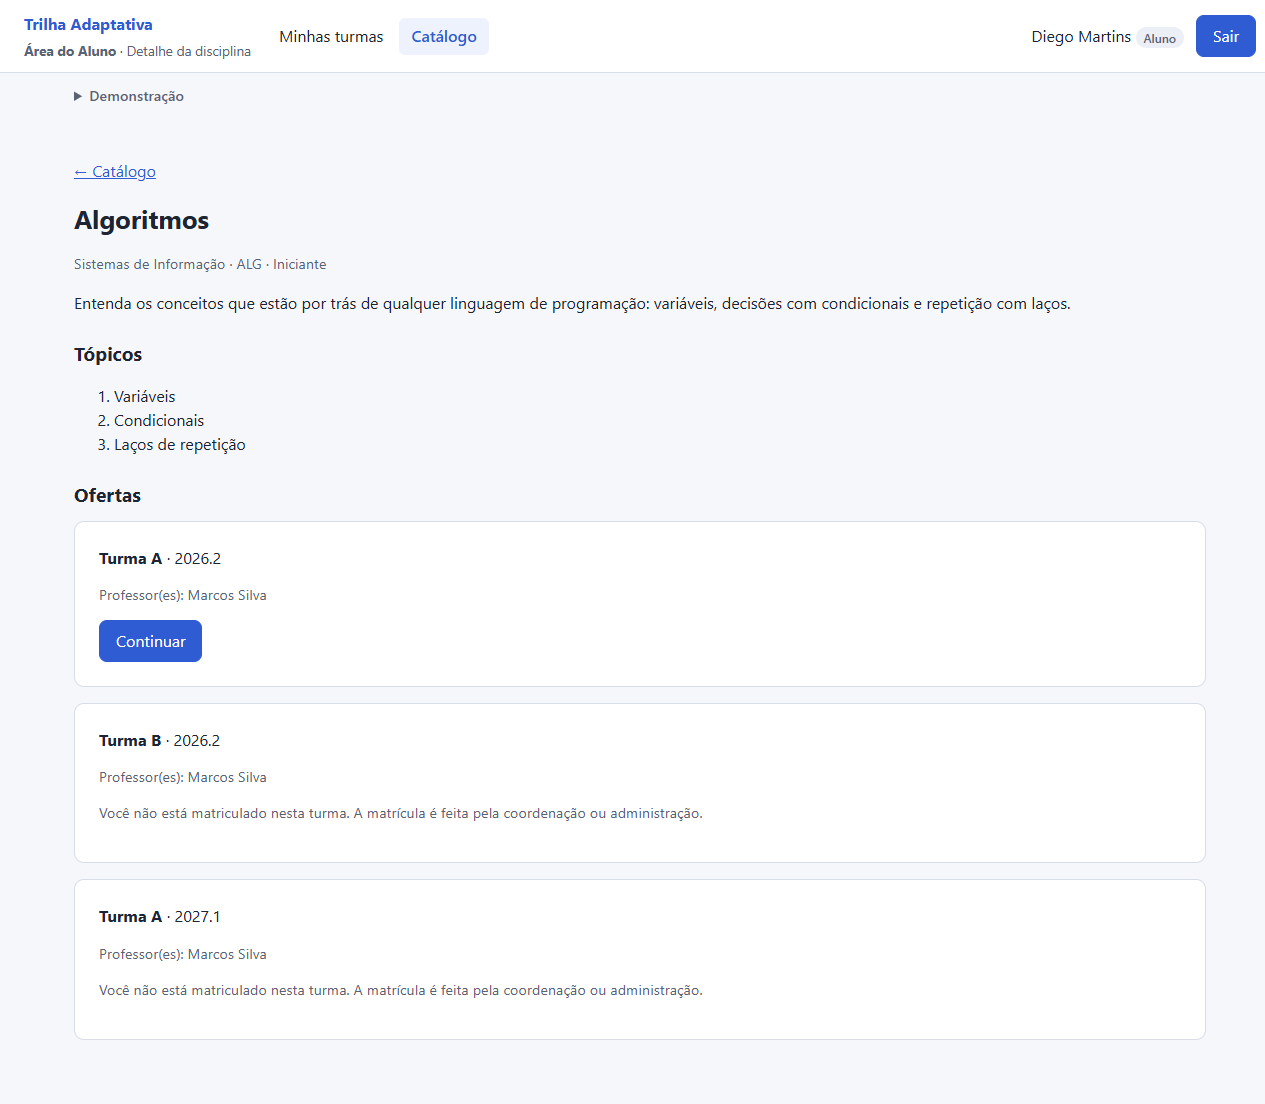 Trilha Adaptativa
Área do Aluno · Detalhe da disciplina
Minhas turmas
Catálogo
Diego Martins Aluno
Sair
▶ Demonstração
← Catálogo
Algoritmos
Sistemas de Informação · ALG · Iniciante
Entenda os conceitos que estão por trás de qualquer linguagem de programação: variáveis, decisões com condicionais e repetição com laços.
Tópicos
1. Variáveis
2. Condicionais
3. Laços de repetição
Ofertas
Turma A · 2026.2
Professor(es): Marcos Silva
Continuar
Turma B · 2026.2
Professor(es): Marcos Silva
Você não está matriculado nesta turma. A matrícula é feita pela coordenação ou administração.
Turma A · 2027.1
Professor(es): Marcos Silva
Você não está matriculado nesta turma. A matrícula é feita pela coordenação ou administração.